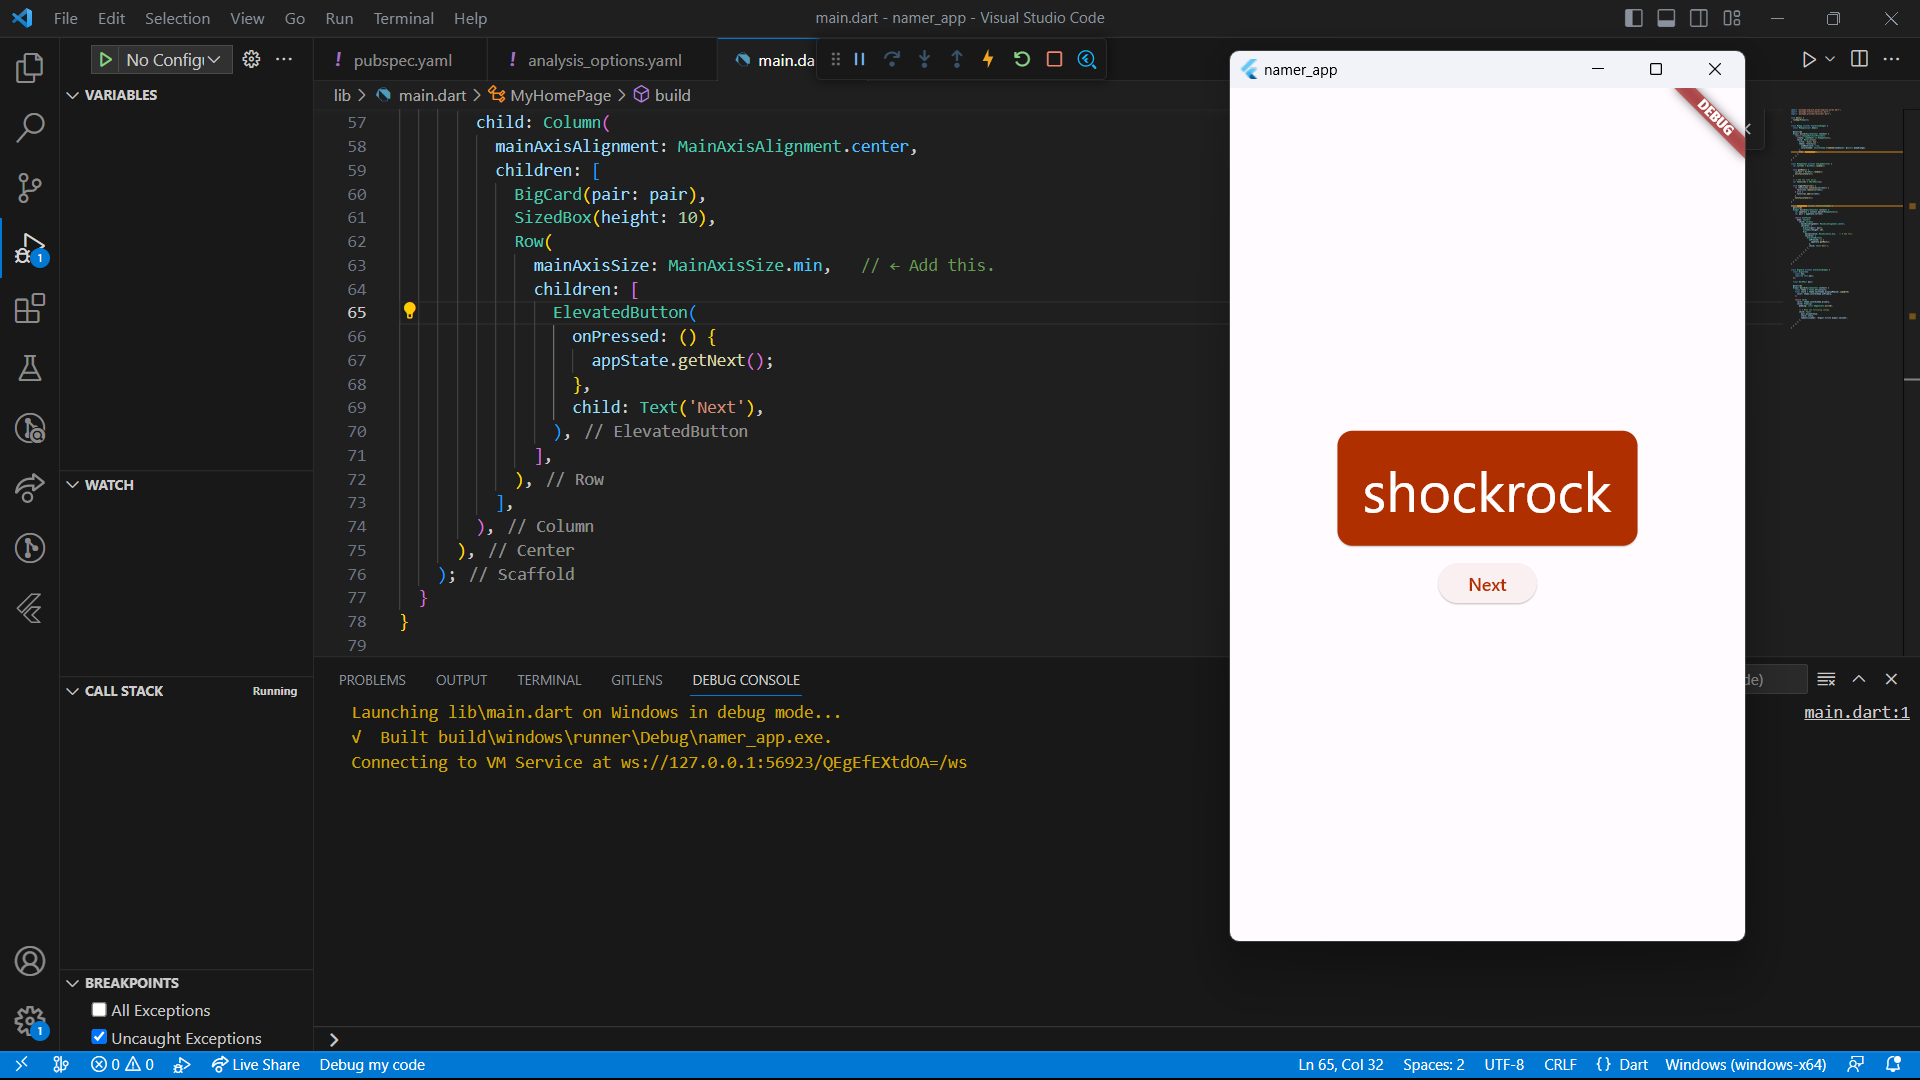 File Edit Selection View Go Run Terminal Help
main.dart - namer_app - Visual Studio Code
No Config
pubspec.yaml
analysis_options.yaml
main.da
VARIABLES
lib > main.dart > MyHomePage > build
57 child: Column(
58 mainAxisAlignment: MainAxisAlignment.center,
59 children: [
60 BigCard(pair: pair),
61 SizedBox(height: 10),
62 Row(
63 mainAxisSize: MainAxisSize.min, // ← Add this.
64 children: [
65 ElevatedButton(
66 onPressed: () {
67 appState.getNext();
68 },
69 child: Text('Next'),
70 ), // ElevatedButton
71 ],
72 ), // Row
73 ],
74 ), // Column
75 ), // Center
76 ); // Scaffold
77 }
78 }
79
WATCH
CALL STACK Running
BREAKPOINTS
All Exceptions
Uncaught Exceptions
PROBLEMS OUTPUT TERMINAL GITLENS DEBUG CONSOLE
de)
Launching lib\main.dart on Windows in debug mode...
main.dart:1
√ Built build\windows\runner\Debug\namer_app.exe.
Connecting to VM Service at ws://127.0.0.1:56923/QEgEfEXtdOA=/ws
namer_app
DEBUG
shockrock
Next
1
1
0 0 Live Share Debug my code
Ln 65, Col 32 Spaces: 2 UTF-8 CRLF {} Dart Windows (windows-x64)